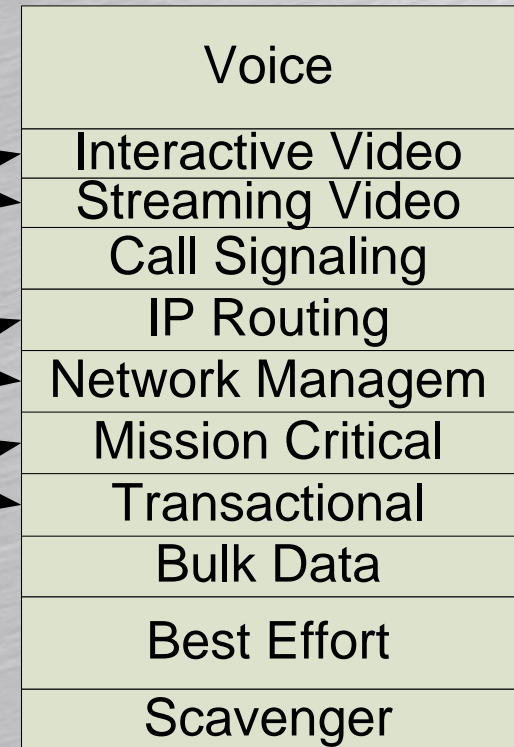 Voice
Interactive Video
Streaming Video
Call Signaling
IP Routing
Network Managem
Mission Critical
Transactional
Bulk Data
Best Effort
Scavenger